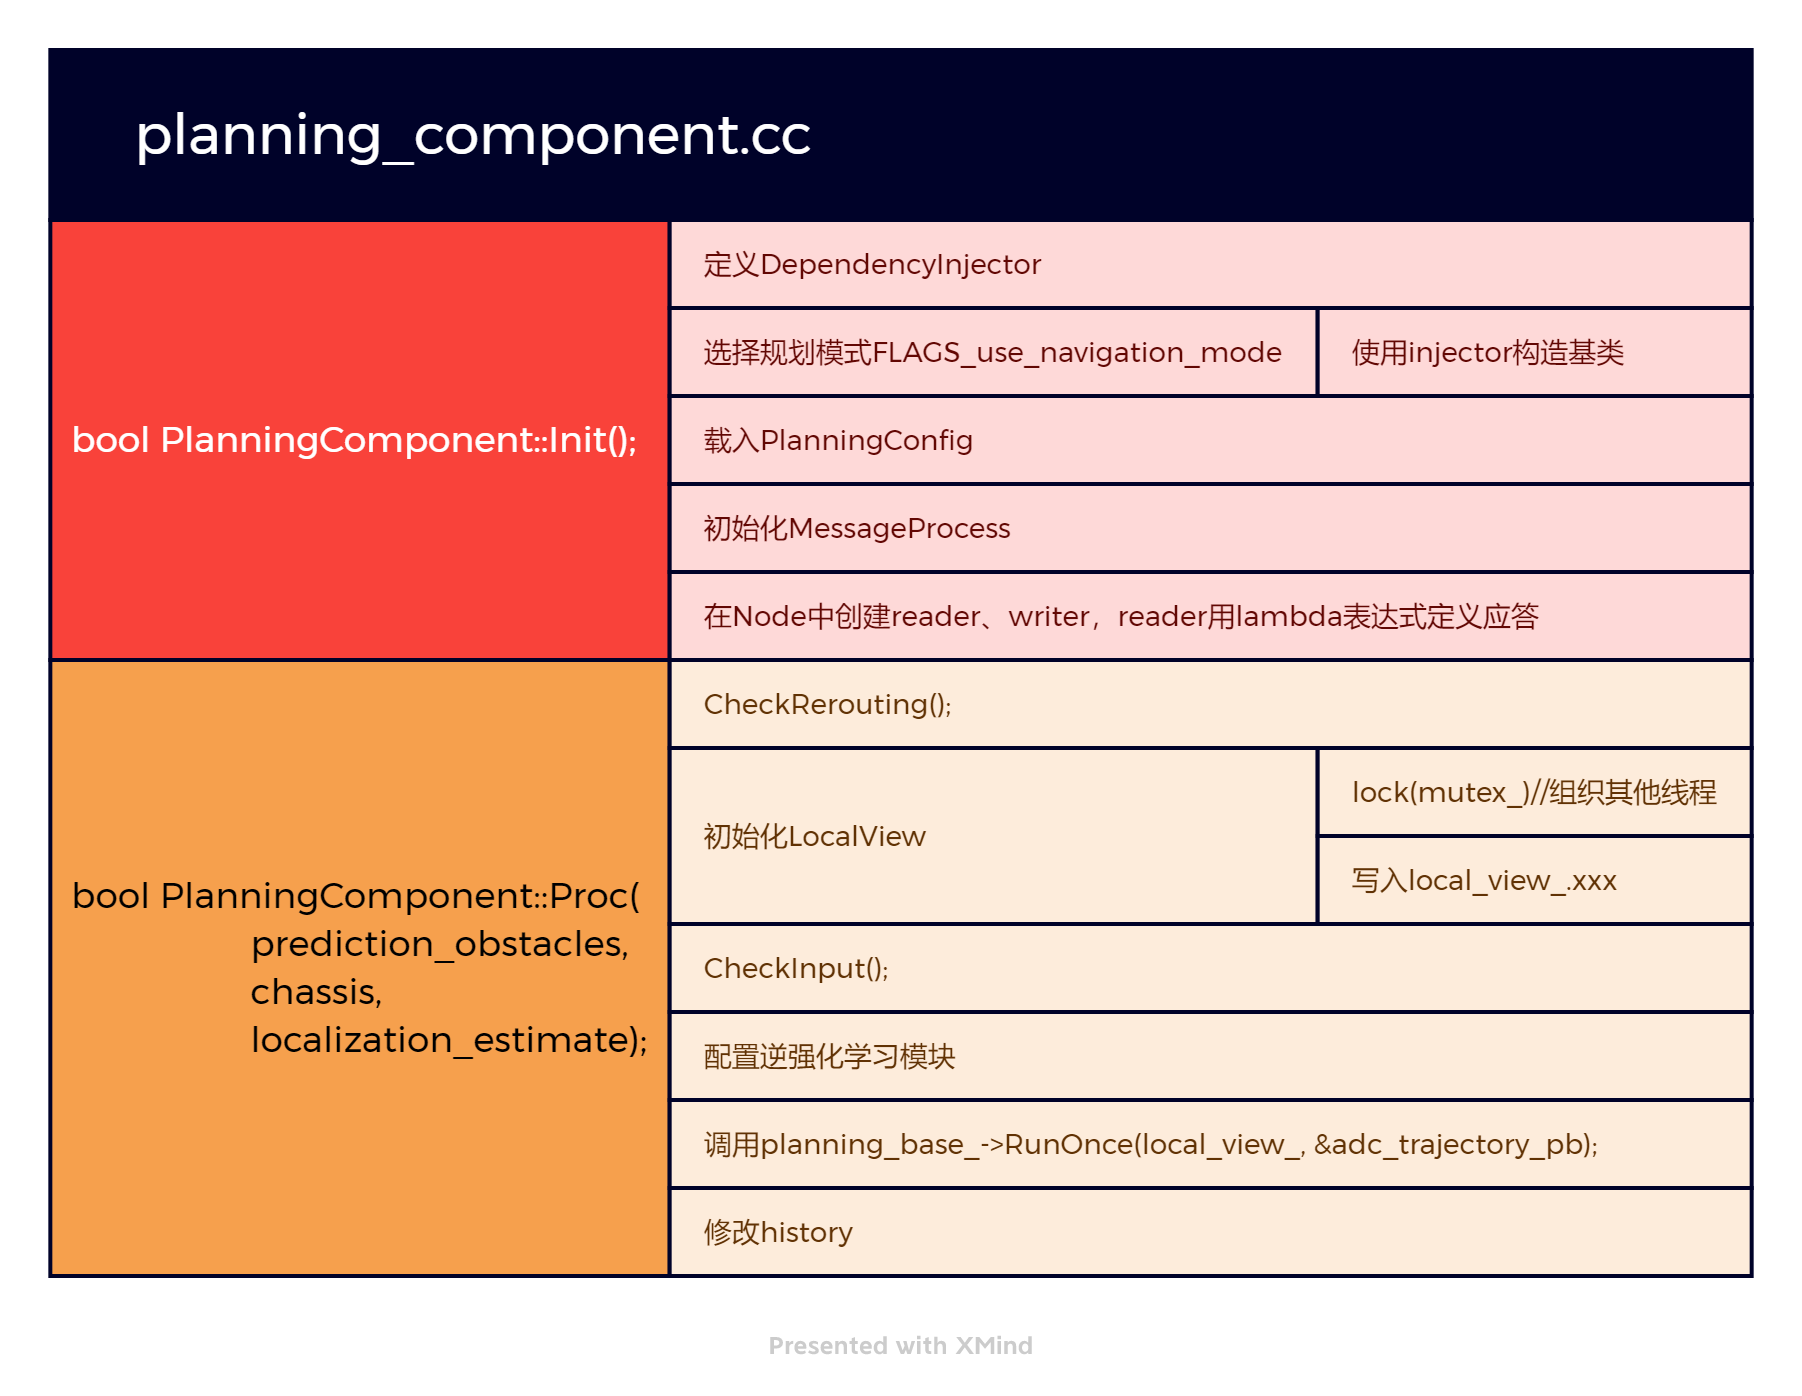 planning_component.cc
bool PlanningComponent::Init();
定义DependencyInjector
选择规划模式FLAGS_use_navigation_mode
使用injector构造基类
载入PlanningConfig
初始化MessageProcess
在Node中创建reader、writer，reader用lambda表达式定义应答
bool PlanningComponent::Proc(
prediction_obstacles,
chassis,
localization_estimate);
CheckRerouting();
初始化LocalView
lock(mutex_)//组织其他线程
写入local_view_.xxx
CheckInput();
配置逆强化学习模块
调用planning_base_->RunOnce(local_view_, &adc_trajectory_pb);
修改history
Presented with XMind